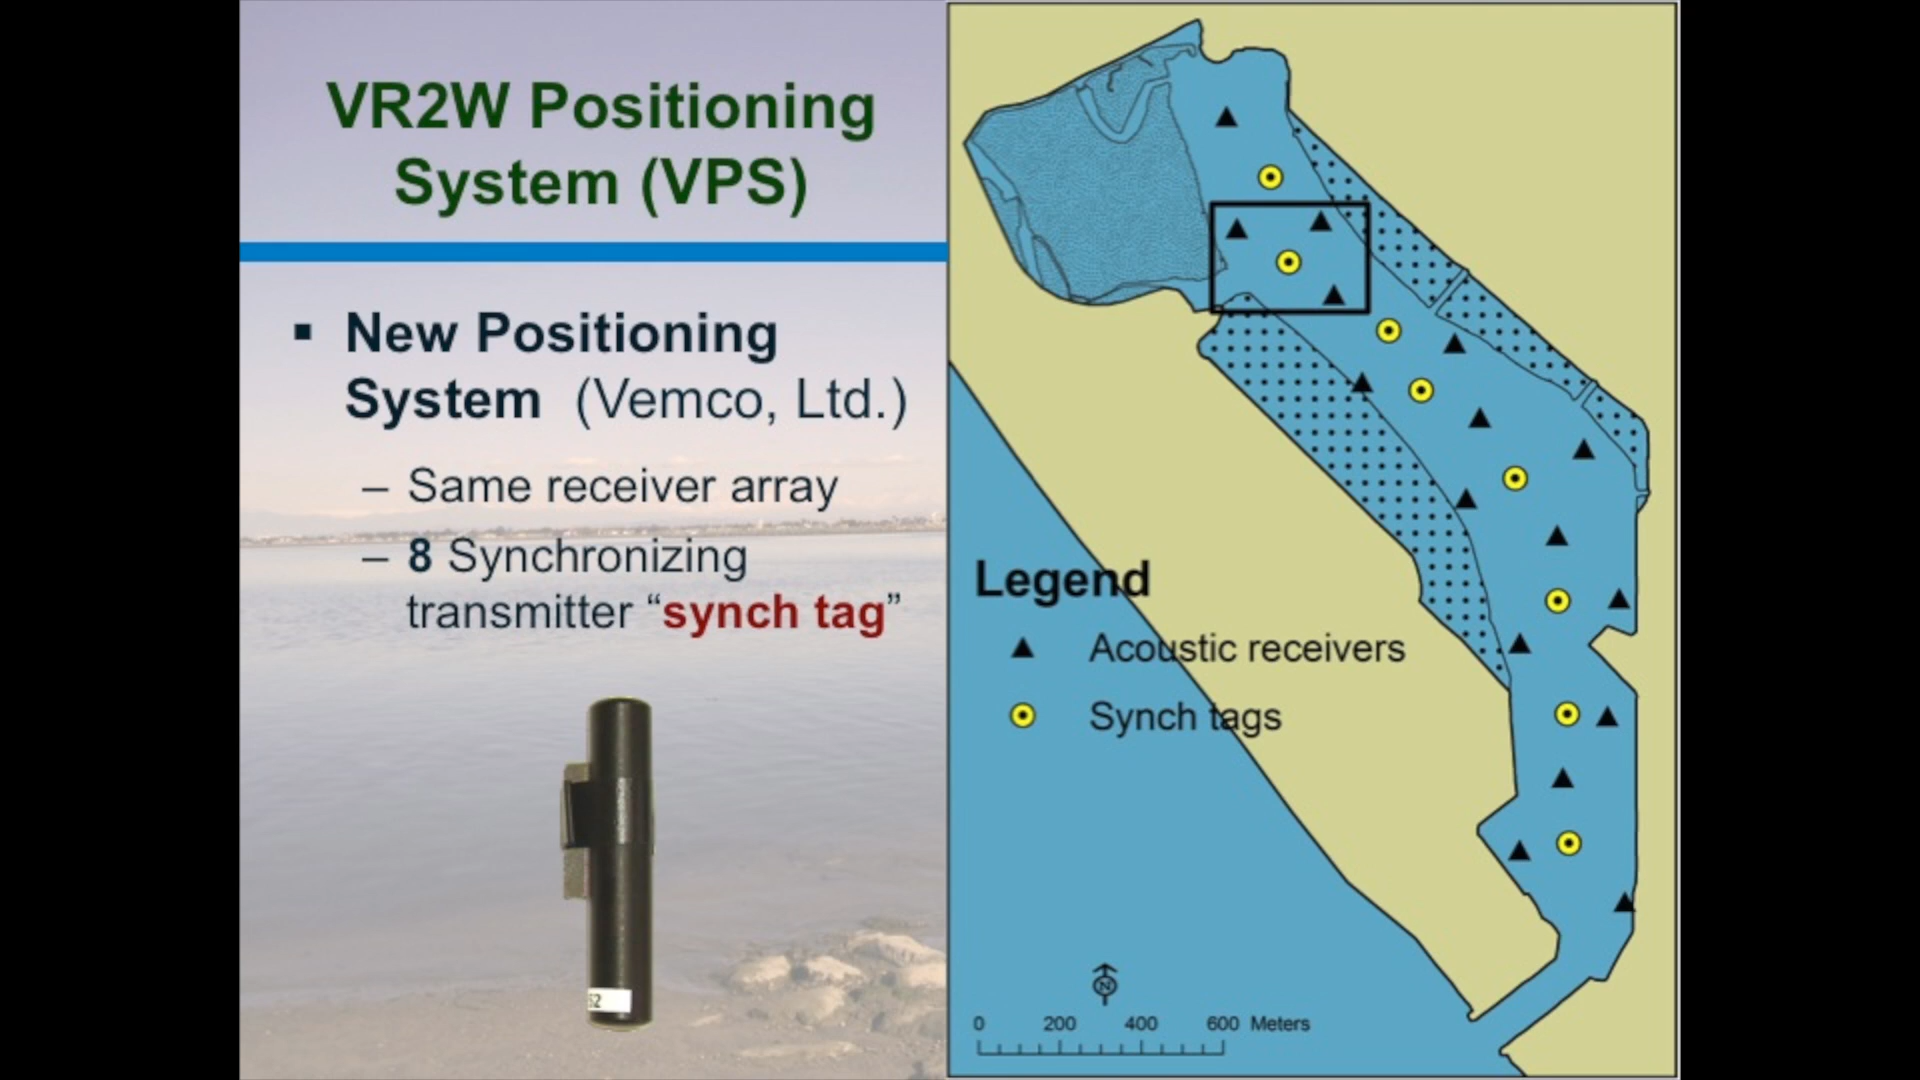 VR2W Positioning
System (VPS)
▪ New Positioning
System (Vemco, Ltd.)
– Same receiver array
– 8 Synchronizing
transmitter “synch tag”
52
Legend
Acoustic receivers
Synch tags
N
0 200 400 600 Meters